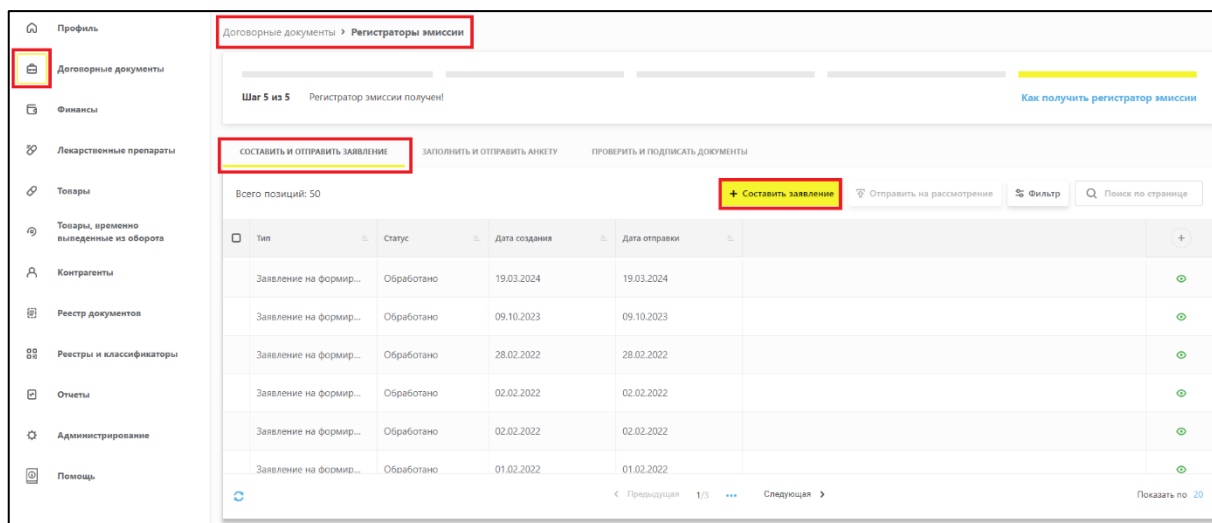 Профиль
Договорные документы
Финансы
Лекарственные препараты
Товары
Товары, временно
выведенные из оборота
Контрагенты
Реестр документов
Реестры и классификаторы
Отчеты
Администрирование
Помощь
Договорные документы > Регистраторы эмиссии
Шаг 5 из 5 Регистратор эмиссии получен! Как получить регистратор эмиссии
СОСТАВИТЬ И ОТПРАВИТЬ ЗАЯВЛЕНИЕ ЗАПОЛНИТЬ И ОТПРАВИТЬ АНКЕТУ ПРОВЕРИТЬ И ПОДПИСАТЬ ДОКУМЕНТЫ
Всего позиций: 50 + Составить заявление Отправить на рассмотрение Фильтр Поиск по странице
Тип Статус Дата создания Дата отправки +
Заявление на формир... Обработано 19.03.2024 19.03.2024
Заявление на формир... Обработано 09.10.2023 09.10.2023
Заявление на формир... Обработано 28.02.2022 28.02.2022
Заявление на формир... Обработано 02.02.2022 02.02.2022
Заявление на формир... Обработано 02.02.2022 02.02.2022
Заявление на формир... Обработано 01.02.2022 01.02.2022
< Предыдущая 1/3 ••• Следующая > Показать по 20